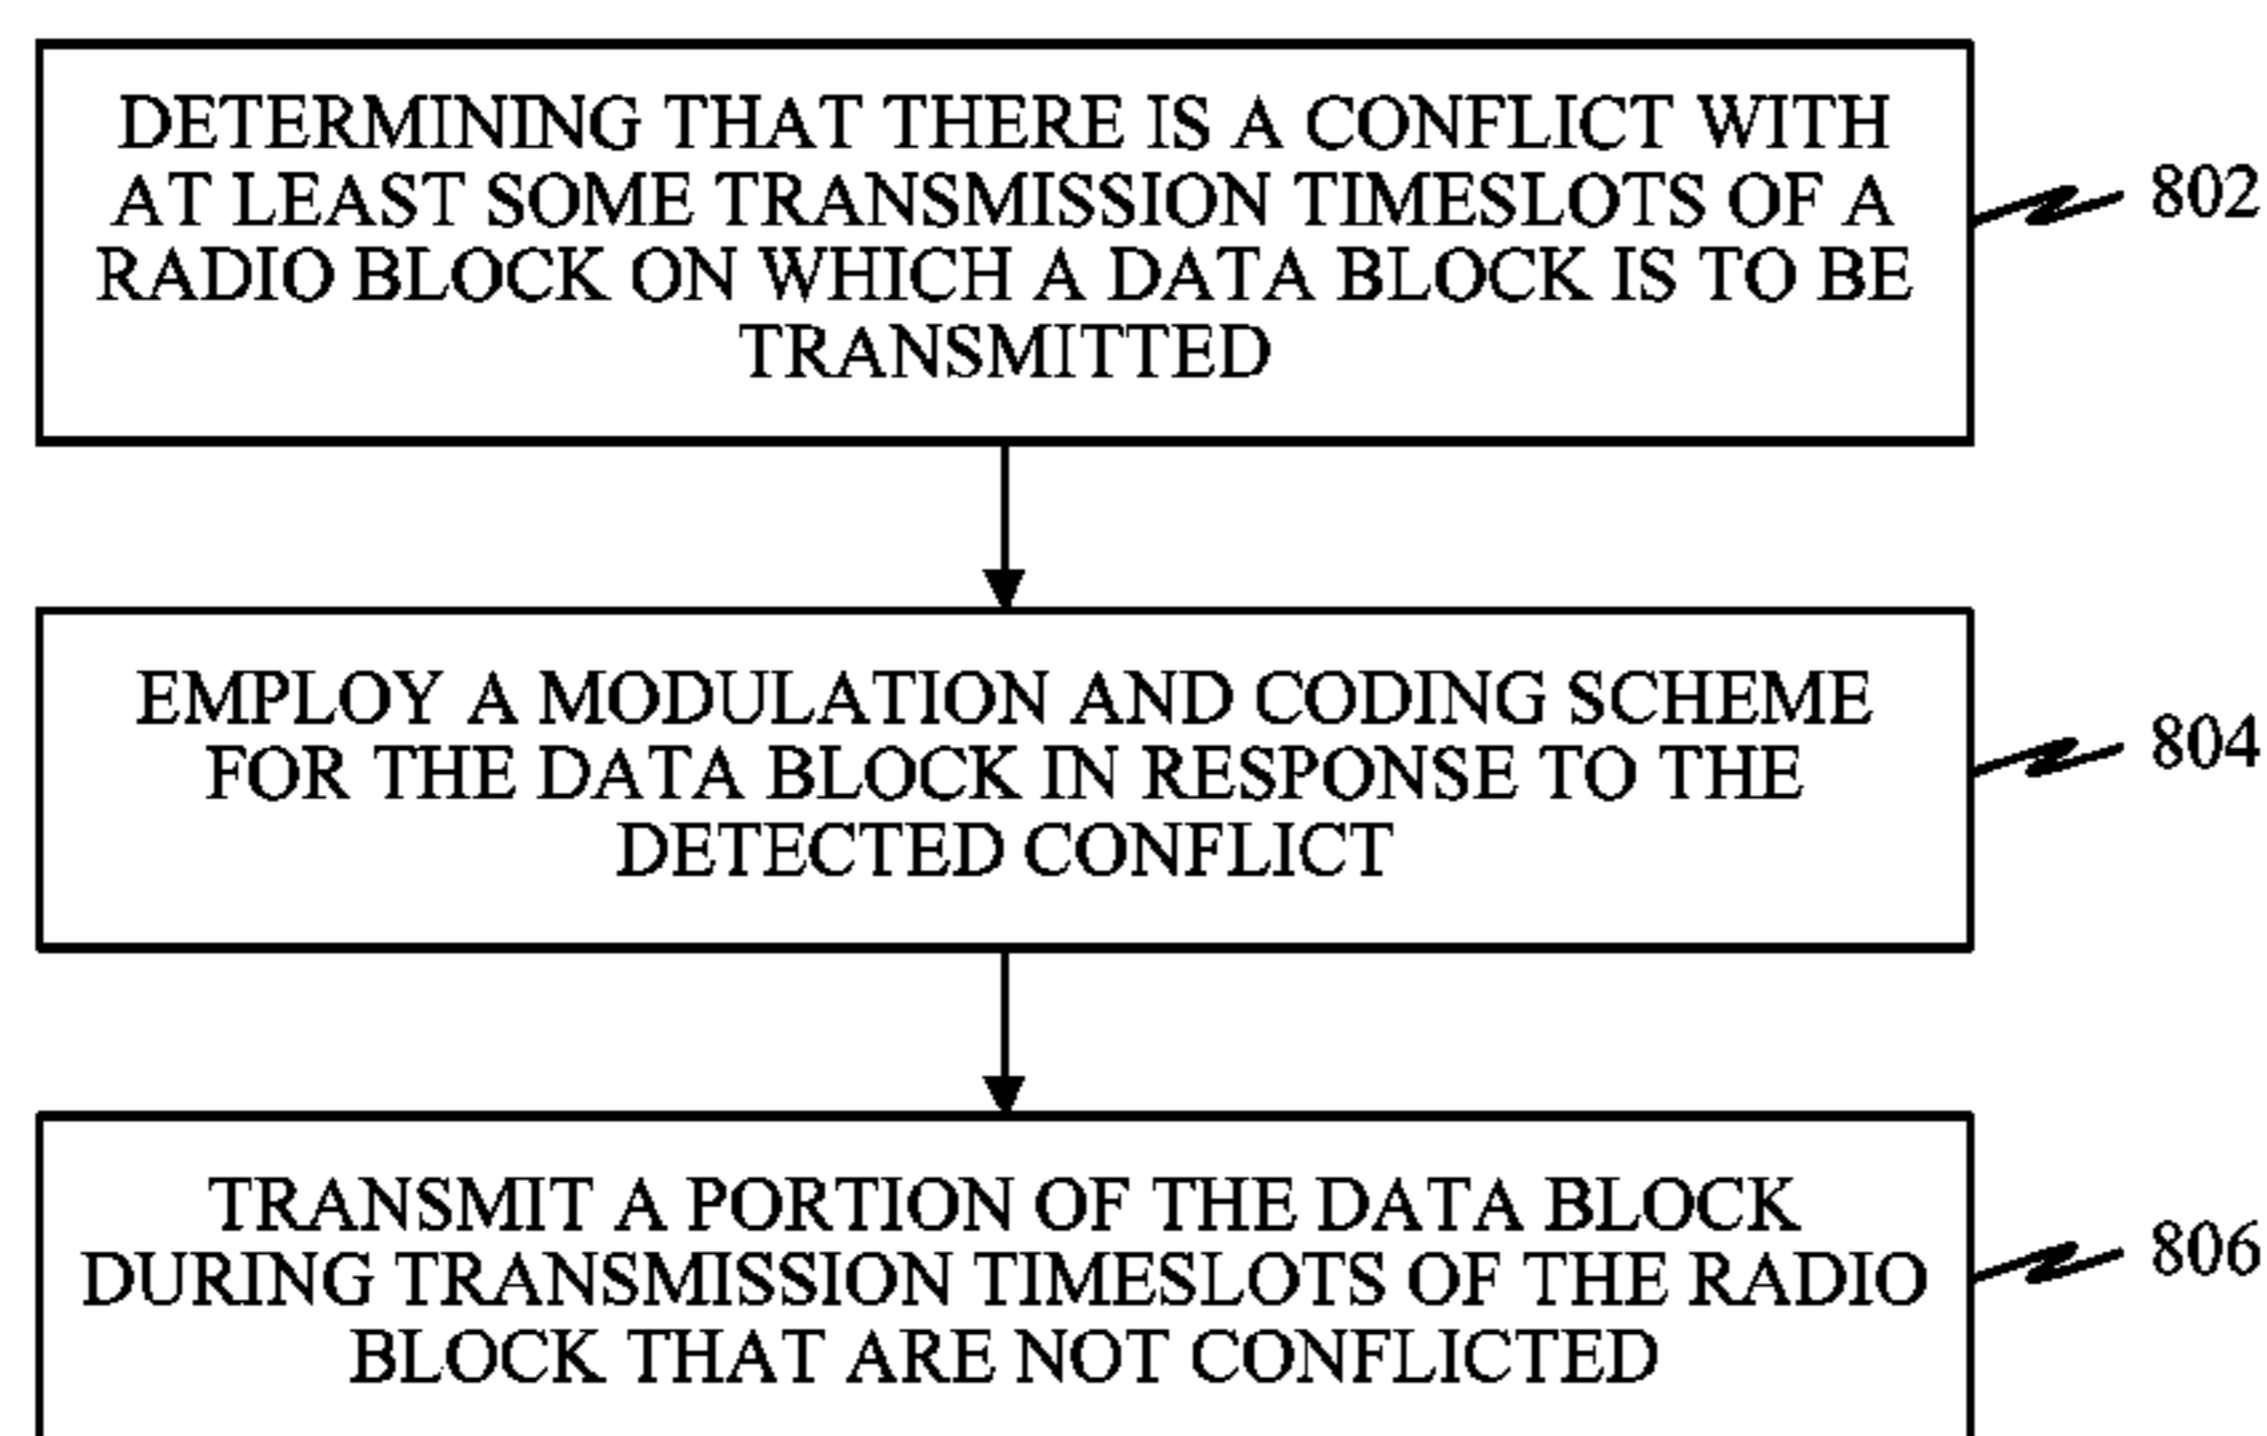 DETERMINING THAT THERE IS A CONFLICT WITH
AT LEAST SOME TRANSMISSION TIMESLOTS OF A
RADIO BLOCK ON WHICH A DATA BLOCK IS TO BE
TRANSMITTED
802
EMPLOY A MODULATION AND CODING SCHEME
FOR THE DATA BLOCK IN RESPONSE TO THE
DETECTED CONFLICT
804
TRANSMIT A PORTION OF THE DATA BLOCK
DURING TRANSMISSION TIMESLOTS OF THE RADIO
BLOCK THAT ARE NOT CONFLICTED
806